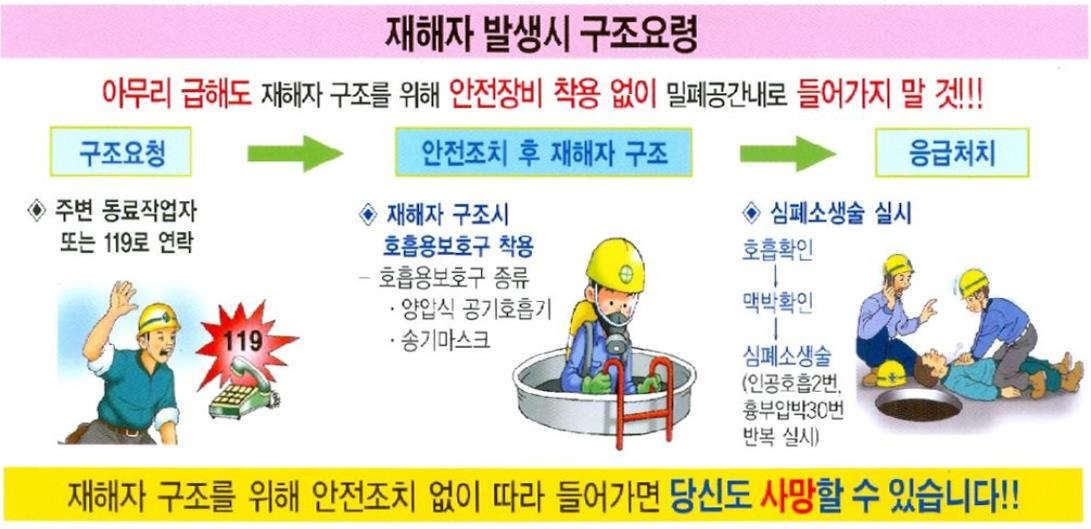 재해자 발생시 구조요령
아무리 급해도 재해자 구조를 위해 안전장비 착용 없이 밀폐공간내로 들어가지 말 것!!!
구조요청
안전조치 후 재해자 구조
응급처치
주변 동료작업자
또는 119로 연락
119
재해자 구조시
호흡용보호구 착용
– 호흡용보호구 종류
· 양압식 공기호흡기
· 송기마스크
심폐소생술 실시
호흡확인
맥박확인
심폐소생술
(인공호흡2번,
흉부압박30번
반복 실시)
재해자 구조를 위해 안전조치 없이 따라 들어가면 당신도 사망할 수 있습니다!!